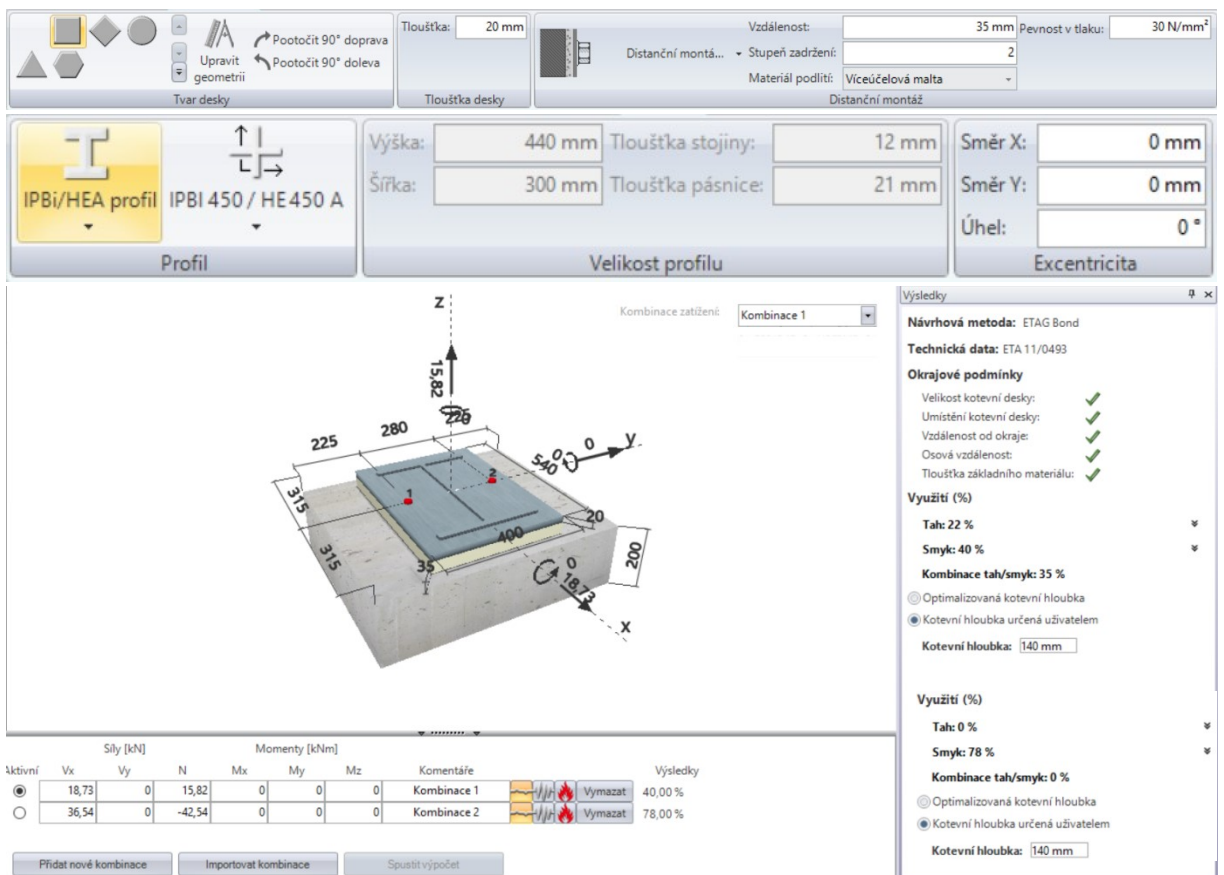 Upravit geometrii
Pootočit 90° doprava
Pootočit 90° doleva
Tvar desky
Tloušťka: 20 mm
Tloušťka desky
Distanční montá...
Vzdálenost: 35 mm
Stupeň zadržení: 2
Materiál podlití: Víceúčelová malta
Pevnost v tlaku: 30 N/mm²
Distanční montáž
IPBi/HEA profil
IPBI 450 / HE 450 A
Profil
Výška: 440 mm Tloušťka stojiny: 12 mm
Šířka: 300 mm Tloušťka pásnice: 21 mm
Velikost profilu
Směr X: 0 mm
Směr Y: 0 mm
Úhel: 0 °
Excentricita
Kombinace zatížení: Kombinace 1
z
15,82
225
280
225
0
y
0
540
315
1
2
20
400
35
315
200
0
18,73
x
Výsledky
Návrhová metoda: ETAG Bond
Technická data: ETA 11/0493
Okrajové podmínky
Velikost kotevní desky:
Umístění kotevní desky:
Vzdálenost od okraje:
Osová vzdálenost:
Tloušťka základního materiálu:
Využití (%)
Tah: 22 %
Smyk: 40 %
Kombinace tah/smyk: 35 %
Optimalizovaná kotevní hloubka
Kotevní hloubka určená uživatelem
Kotevní hloubka: 140 mm
Využití (%)
Tah: 0 %
Smyk: 78 %
Kombinace tah/smyk: 0 %
Optimalizovaná kotevní hloubka
Kotevní hloubka určená uživatelem
Kotevní hloubka: 140 mm
Síly [kN] Momenty [kNm]
Aktivní Vx Vy N Mx My Mz Komentáře Výsledky
18,73 0 15,82 0 0 0 Kombinace 1 Vymazat 40,00 %
36,54 0 -42,54 0 0 0 Kombinace 2 Vymazat 78,00 %
Přidat nové kombinace Importovat kombinace Spustit výpočet